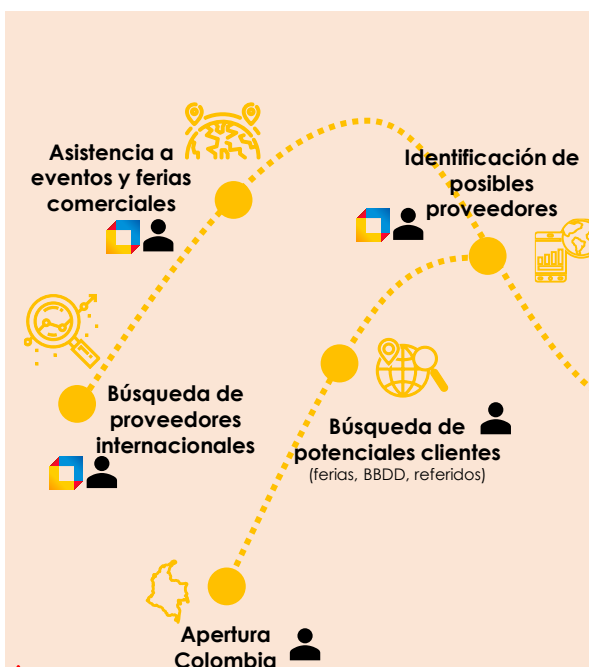 Asistencia a
eventos y ferias
comerciales
Identificación de
posibles
proveedores
Búsqueda de
proveedores
internacionales
Búsqueda de
potenciales clientes
(ferias, BBDD, referidos)
Apertura
Colombia